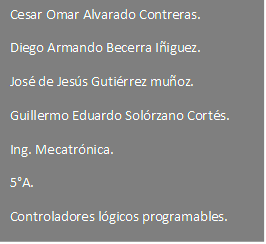 Cesar Omar Alvarado Contreras.
Diego Armando Becerra Iñiguez.
José de Jesús Gutiérrez muñoz.
Guillermo Eduardo Solórzano Cortés.
Ing. Mecatrónica.
5°A.
Controladores lógicos programables.